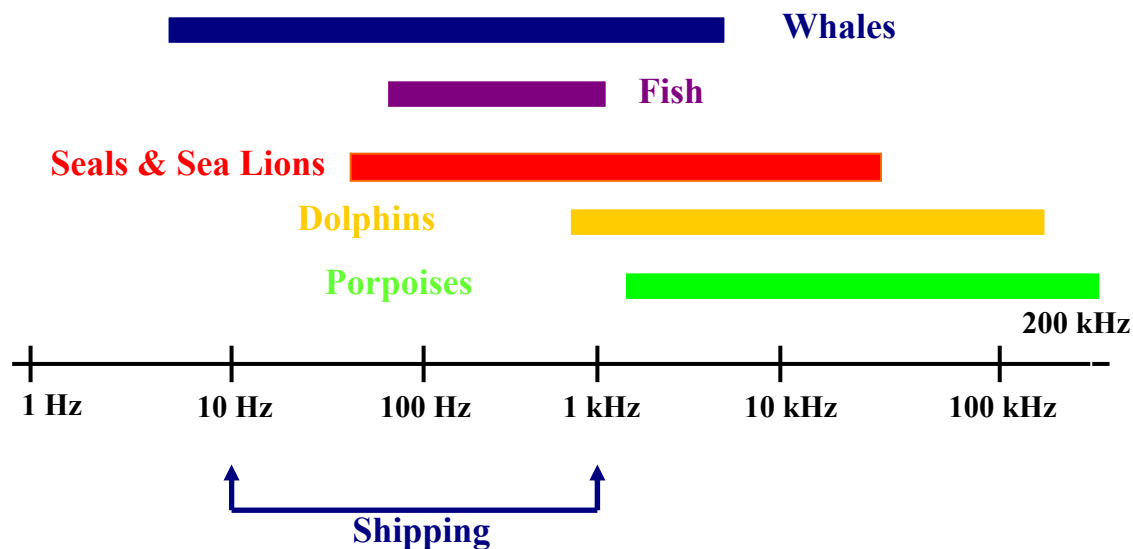 Whales
Fish
Seals & Sea Lions
Dolphins
Porpoises
200 kHz
1 Hz
10 Hz
100 Hz
1 kHz
10 kHz
100 kHz
Shipping